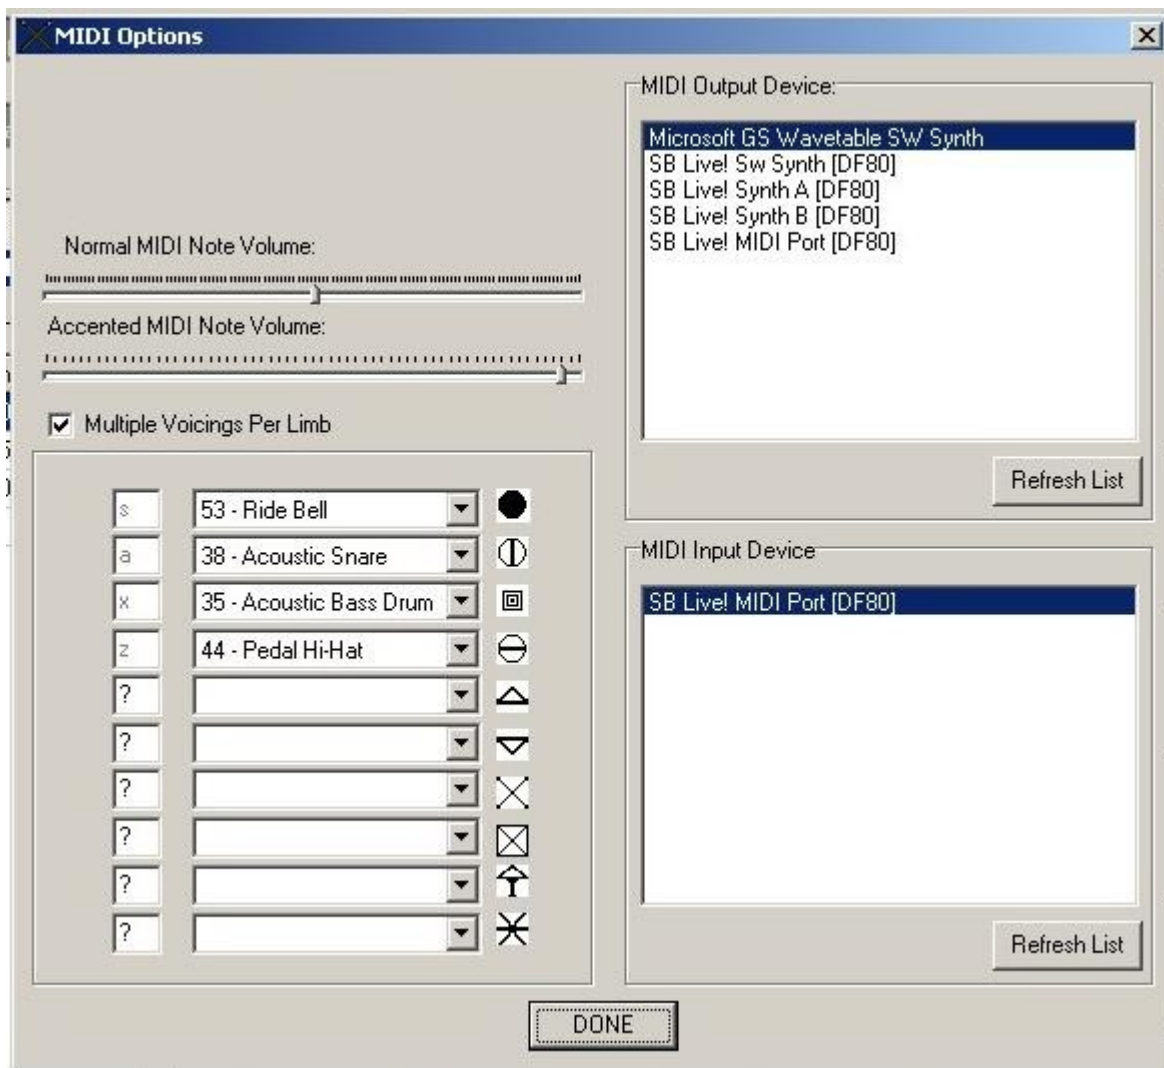 MIDI Options
Normal MIDI Note Volume:
Accented MIDI Note Volume:
Multiple Voicings Per Limb
s 53 - Ride Bell
a 38 - Acoustic Snare
x 35 - Acoustic Bass Drum
z 44 - Pedal Hi-Hat
?
?
?
?
?
?
MIDI Output Device:
Microsoft GS Wavetable SW Synth
SB Live! Sw Synth [DF80]
SB Live! Synth A [DF80]
SB Live! Synth B [DF80]
SB Live! MIDI Port [DF80]
Refresh List
MIDI Input Device
SB Live! MIDI Port [DF80]
Refresh List
DONE